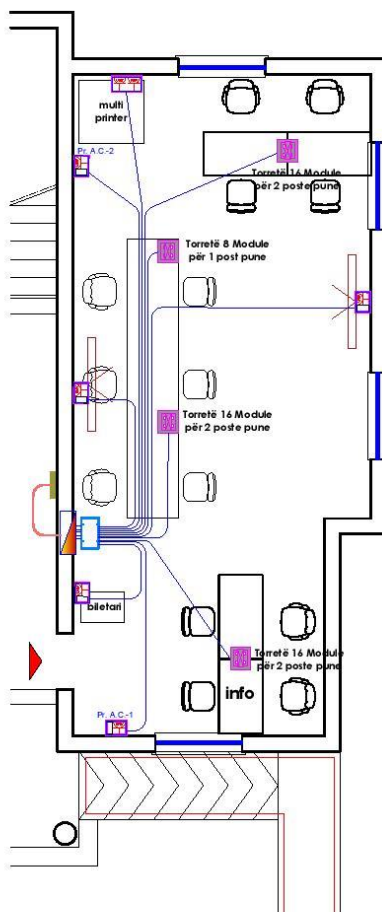 multi
printer
Pr. A.C.-2
Torretë 16 Module
për 2 poste pune
Torretë 8 Module
për 1 post pune
Torretë 16 Module
për 2 poste pune
biletari
Torretë 16 Module
për 2 poste pune
info
Pr. A.C.-1